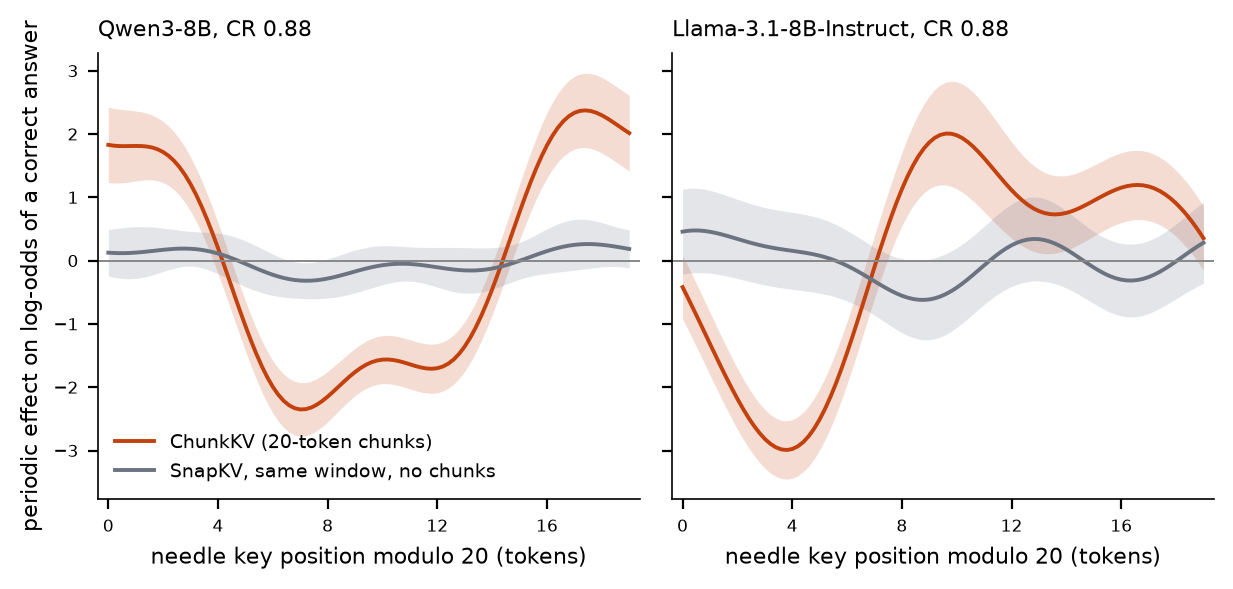 Qwen3-8B, CR 0.88
Llama-3.1-8B-Instruct, CR 0.88
periodic effect on log-odds of a correct answer
3
2
1
0
−1
−2
−3
ChunkKV (20-token chunks)
SnapKV, same window, no chunks
0 4 8 12 16
0 4 8 12 16
needle key position modulo 20 (tokens)
needle key position modulo 20 (tokens)